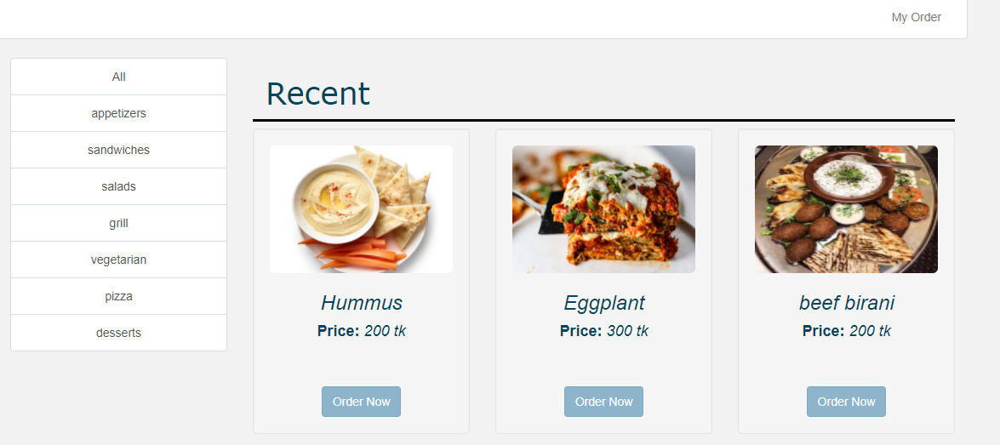 My Order
All
appetizers
sandwiches
salads
grill
vegetarian
pizza
desserts
Recent
Hummus
Price: 200 tk
Order Now
Eggplant
Price: 300 tk
Order Now
beef birani
Price: 200 tk
Order Now